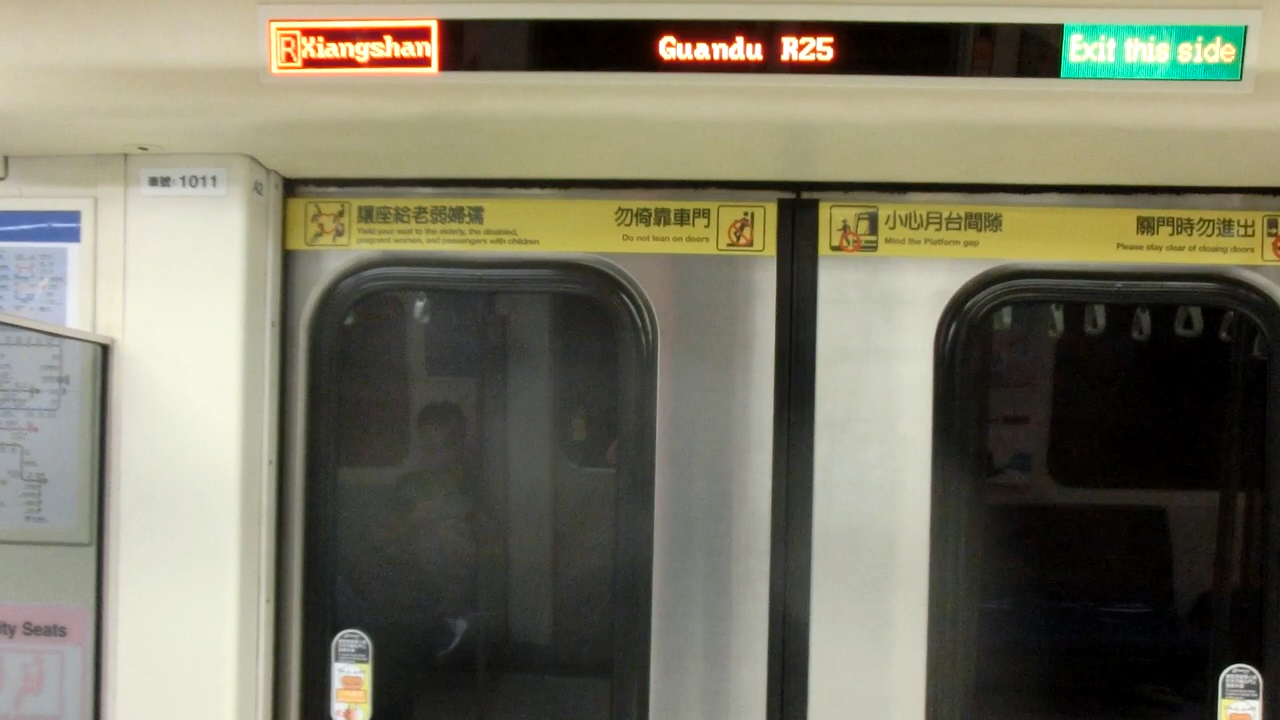 R Xiangshan
Guandu R25
Exit this side
車號:1011
A2
讓座給老弱婦孺
Yield your seat to the elderly, the disabled,
pregnant women, and passengers with children
勿倚靠車門
Do not lean on doors
小心月台間隙
Mind the Platform gap
關門時勿進出
Please stay clear of closing doors
ity Seats